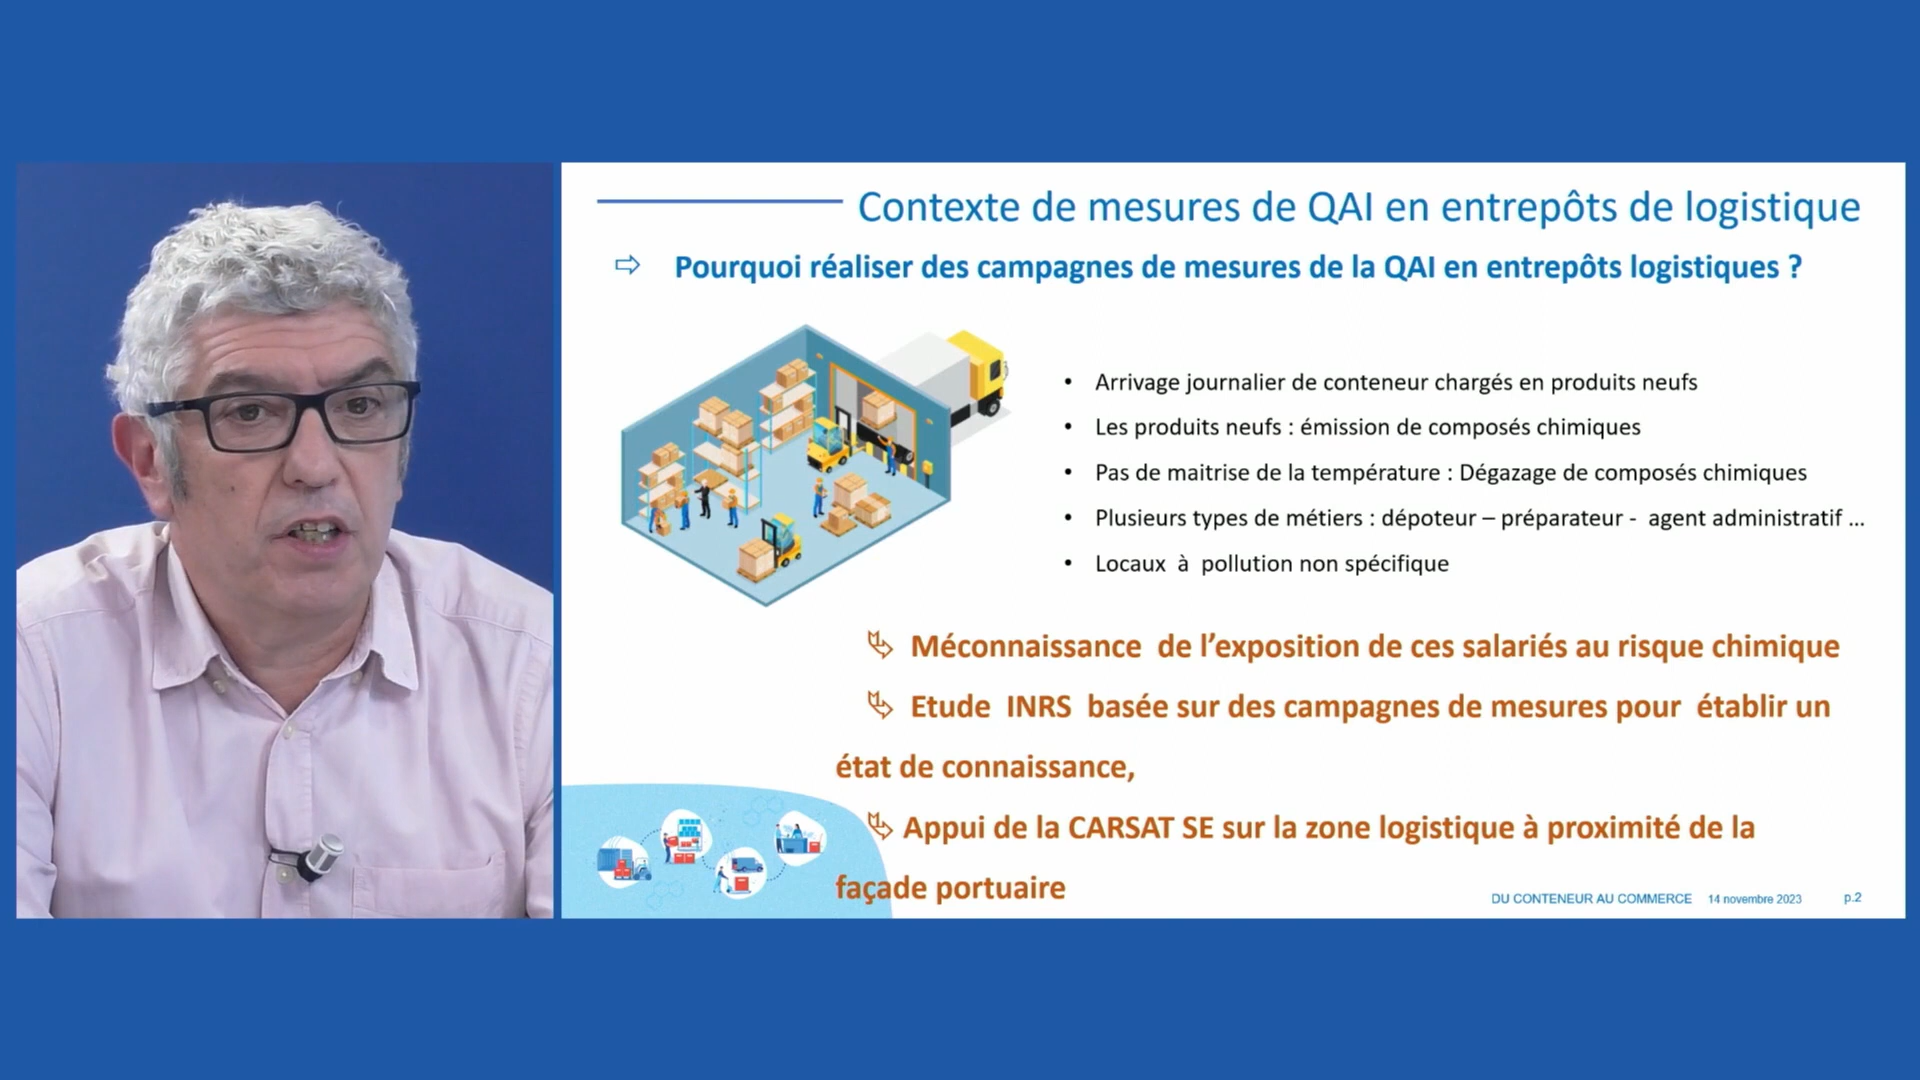 Contexte de mesures de QAI en entrepôts de logistique
Pourquoi réaliser des campagnes de mesures de la QAI en entrepôts logistiques ?
• Arrivage journalier de conteneur chargés en produits neufs
• Les produits neufs : émission de composés chimiques
• Pas de maitrise de la température : Dégazage de composés chimiques
• Plusieurs types de métiers : dépoteur – préparateur - agent administratif ...
• Locaux à pollution non spécifique
Méconnaissance de l’exposition de ces salariés au risque chimique
Etude INRS basée sur des campagnes de mesures pour établir un
état de connaissance,
Appui de la CARSAT SE sur la zone logistique à proximité de la
façade portuaire
DU CONTENEUR AU COMMERCE 14 novembre 2023 p.2